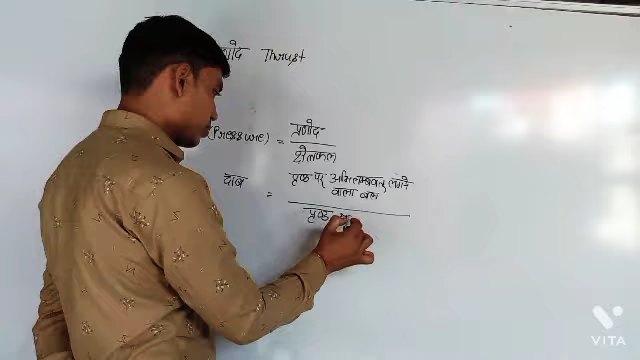 Thrust
(Pressure) = प्रणोद
क्षेत्रफल
दाब = पृष्ठ पर अभिलम्बवत् लगने
वाला बल
पृष्ठ
VITA